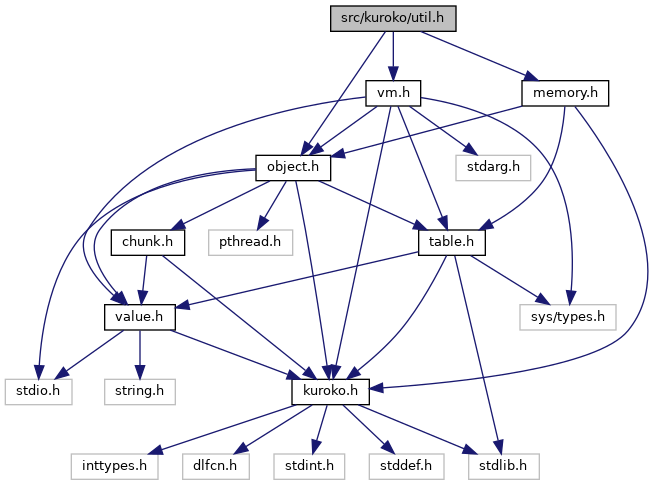 src/kuroko/util.h
vm.h
memory.h
object.h
stdarg.h
chunk.h
pthread.h
table.h
value.h
sys/types.h
stdio.h
string.h
kuroko.h
inttypes.h
dlfcn.h
stdint.h
stddef.h
stdlib.h